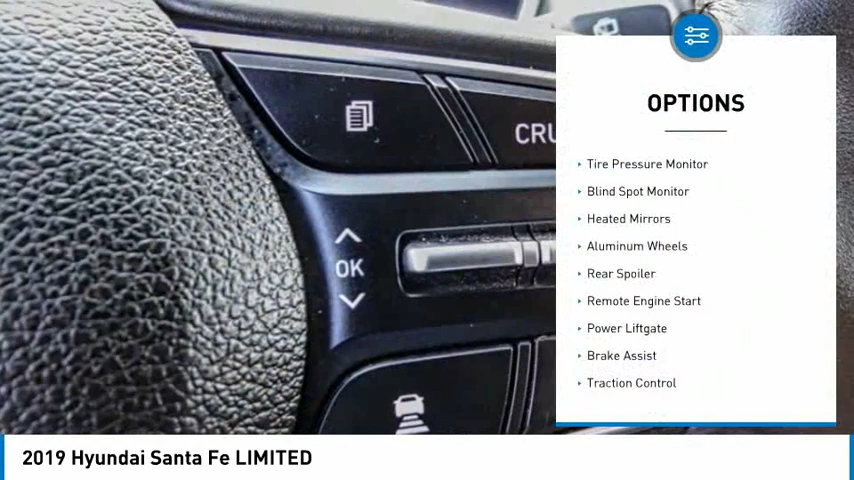 CRU
OK
OPTIONS
Tire Pressure Monitor
Blind Spot Monitor
Heated Mirrors
Aluminum Wheels
Rear Spoiler
Remote Engine Start
Power Liftgate
Brake Assist
Traction Control
2019 Hyundai Santa Fe LIMITED